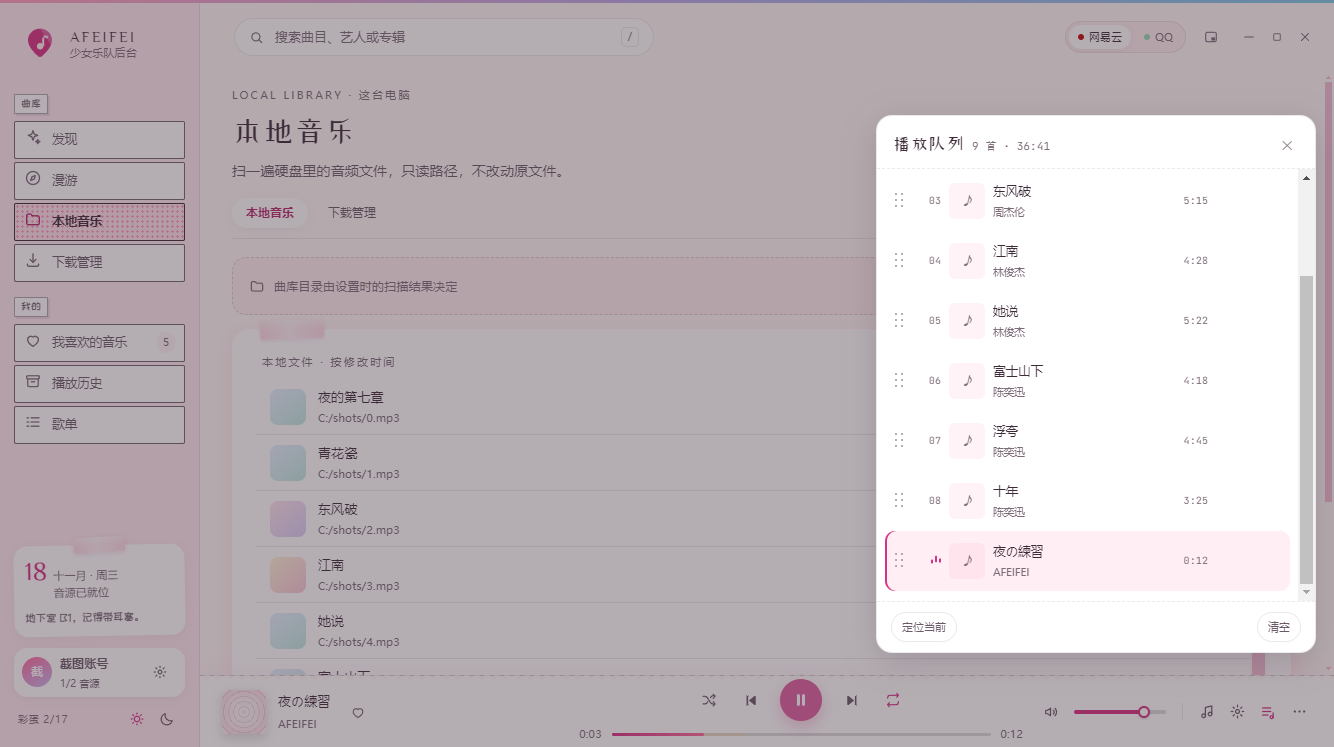 AFEIFEI
少女乐队后台
搜索曲目、艺人或专辑
/
网易云
QQ
曲库
发现
漫游
本地音乐
下载管理
我的
我喜欢的音乐 5
播放历史
歌单
18 十一月 · 周三
音源已就位
地下室 B1，记得带耳塞。
截 截图账号
1/2 音源
彩蛋 2/17
LOCAL LIBRARY · 这台电脑
本地音乐
扫一遍硬盘里的音频文件，只读路径，不改动原文件。
本地音乐 下载管理
曲库目录由设置时的扫描结果决定
本地文件 · 按修改时间
夜的第七章
C:/shots/0.mp3
青花瓷
C:/shots/1.mp3
东风破
C:/shots/2.mp3
江南
C:/shots/3.mp3
她说
C:/shots/4.mp3
富士山下
播放队列 9 首 · 36:41
03 东风破 5:15
周杰伦
04 江南 4:28
林俊杰
05 她说 5:22
林俊杰
06 富士山下 4:18
陈奕迅
07 浮夸 4:45
陈奕迅
08 十年 3:25
陈奕迅
夜の練習 0:12
AFEIFEI
定位当前 清空
夜の練習
AFEIFEI
0:03 0:12